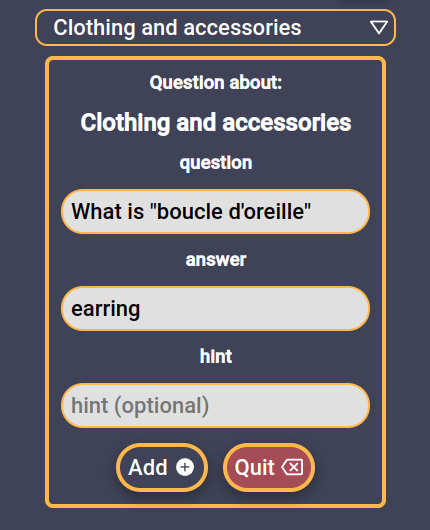 Clothing and accessories
Question about:
Clothing and accessories
question
What is "boucle d'oreille"
answer
earring
hint
hint (optional)
Add
Quit